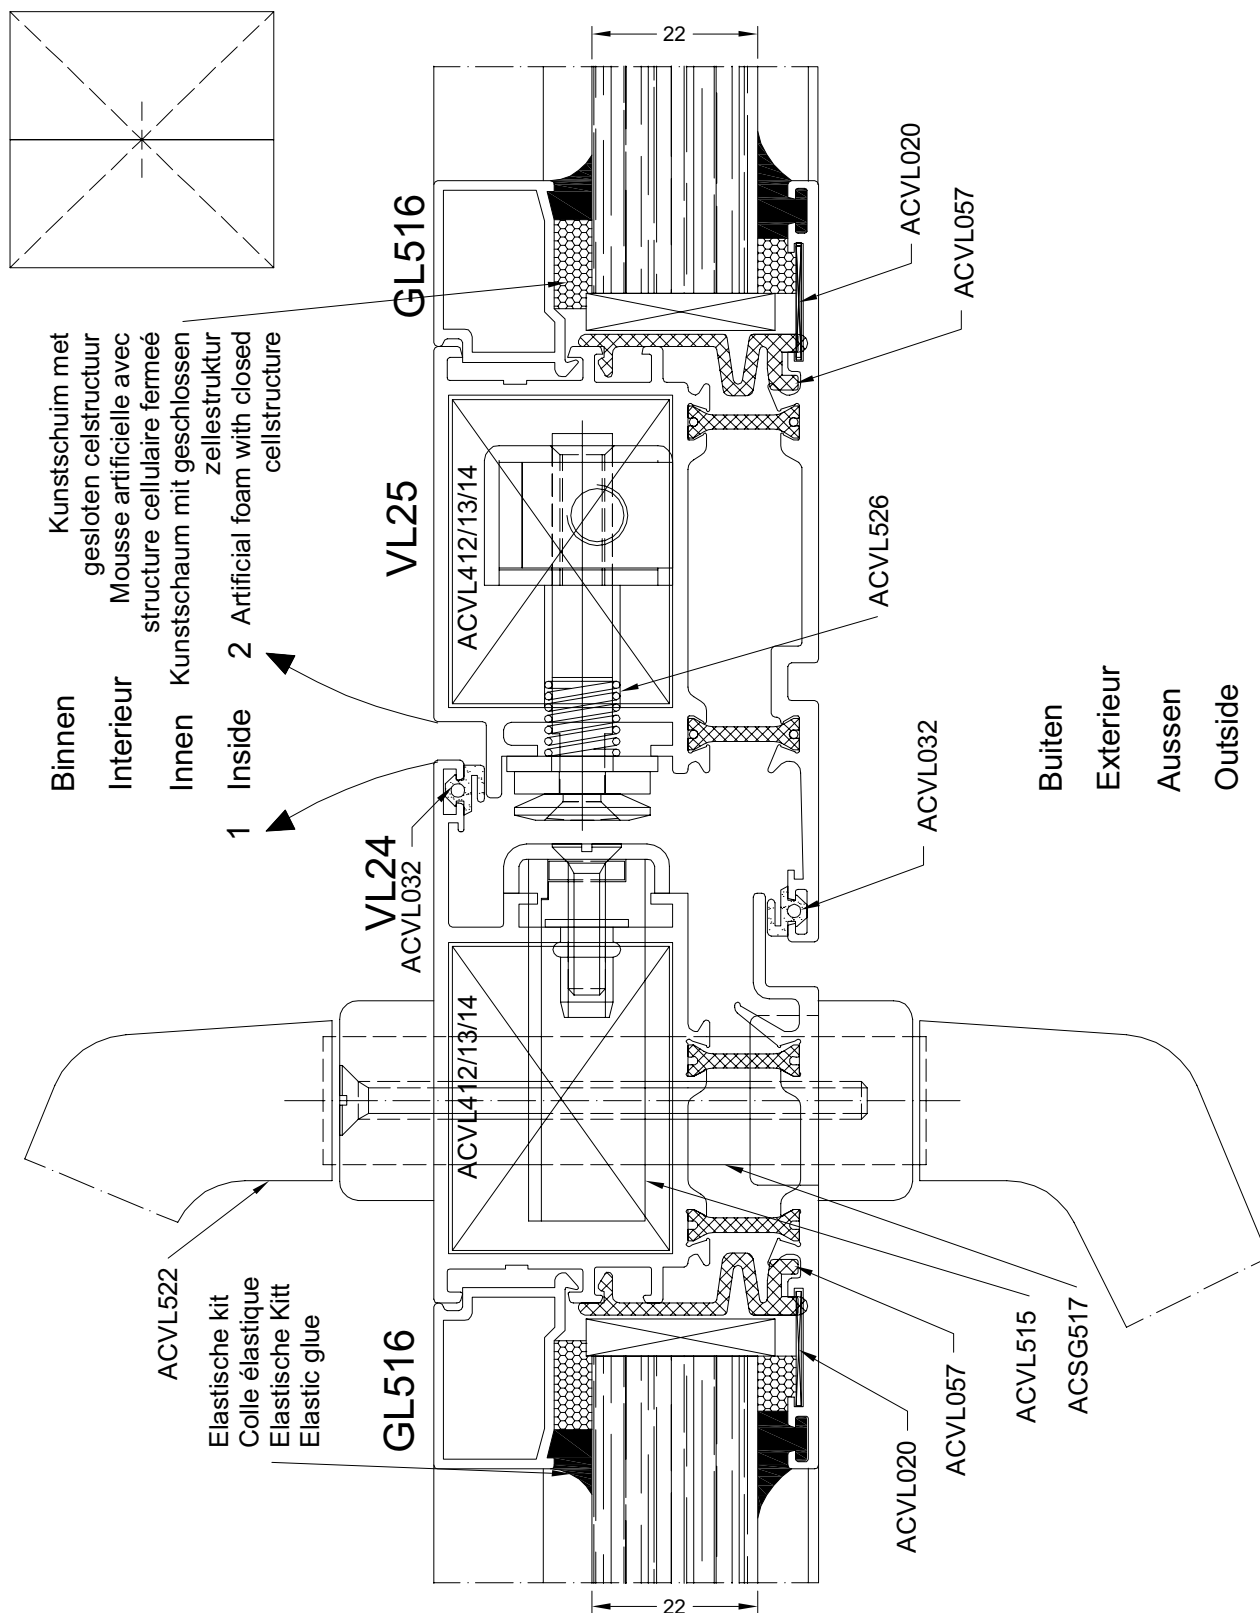 22
Kunstschuim met
gesloten celstructuur
Mousse artificielle avec
structure cellulaire fermeé
Kunstschaum mit geschlossen
zellestruktur
Artificial foam with closed
cellstructure
Binnen
Interieur
Innen
Inside
1
2
GL516
VL25
VL24
ACVL032
GL516
ACVL412/13/14
ACVL412/13/14
ACVL020
ACVL057
ACVL526
ACVL032
Buiten
Exterieur
Aussen
Outside
ACVL522
Elastische kit
Colle élastique
Elastische Kitt
Elastic glue
ACVL020
ACVL057
ACVL515
ACSG517
22